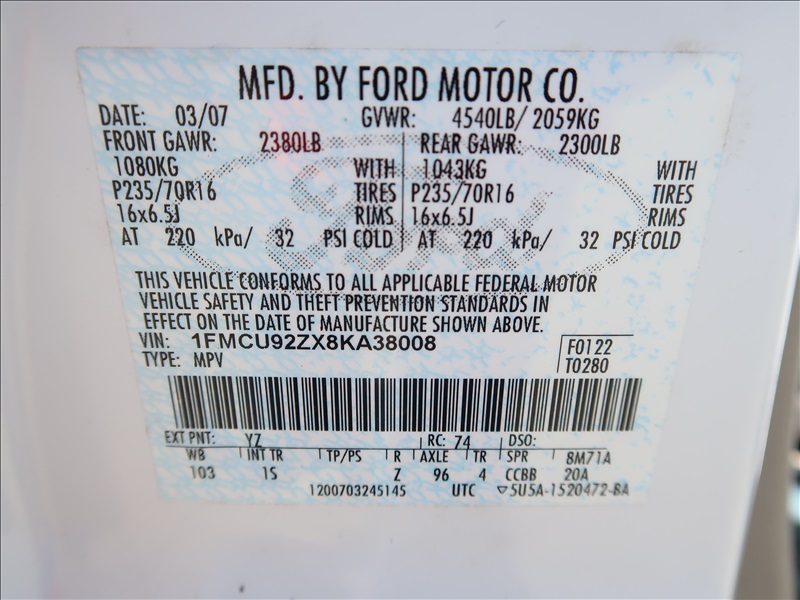 MFD. BY FORD MOTOR CO.
DATE: 03/07 GVWR: 4540LB/ 2059KG
FRONT GAWR: 2380LB REAR GAWR: 2300LB
1080KG WITH 1043KG WITH
P235/70R16 TIRES P235/70R16 TIRES
16x6.5J RIMS 16x6.5J RIMS
AT 220 kPa/ 32 PSI COLD AT 220 kPa/ 32 PSI COLD
THIS VEHICLE CONFORMS TO ALL APPLICABLE FEDERAL MOTOR
VEHICLE SAFETY AND THEFT PREVENTION STANDARDS IN
EFFECT ON THE DATE OF MANUFACTURE SHOWN ABOVE.
VIN: 1FMCU92ZX8KA38008
F0122
TYPE: MPV T0280
EXT PNT: YZ RC: 74 DSO:
WB INT TR TP/PS R AXLE TR SPR 8M71A
103 1S Z 96 4 CCBB 20A
1200703245145 UTC ▽5U5A-1520472-BA